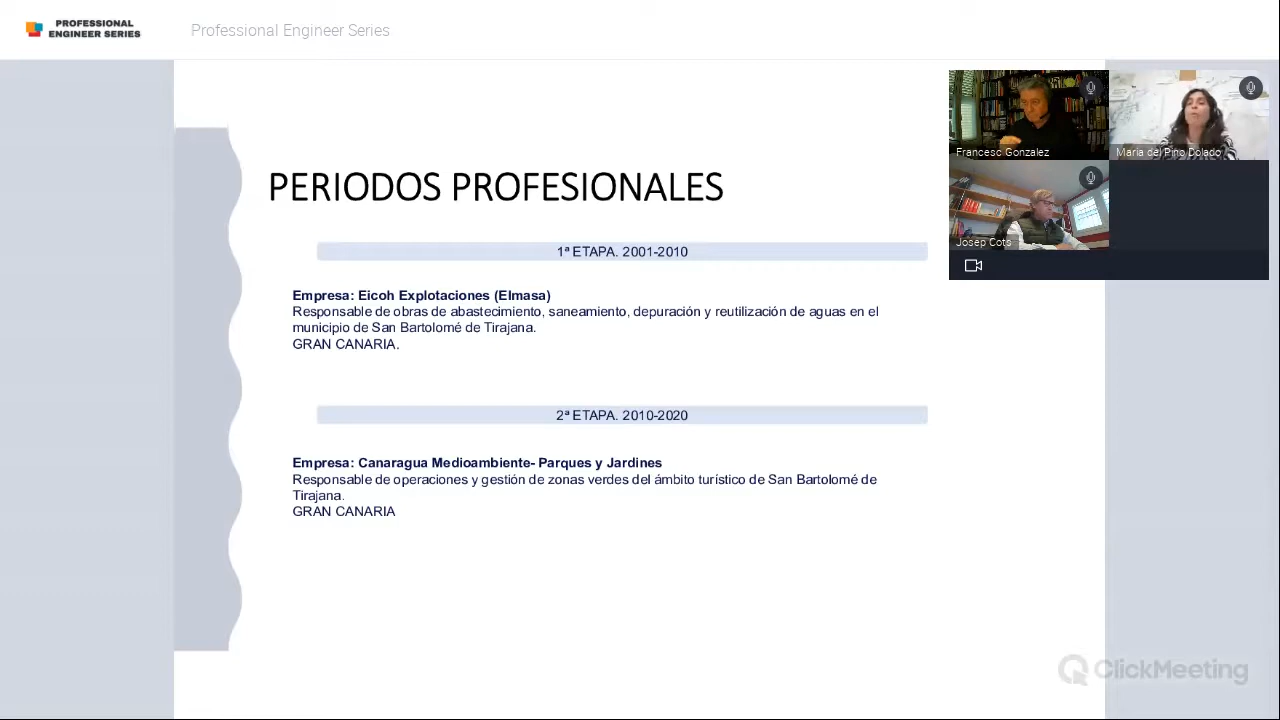 PROFESSIONAL
ENGINEER SERIES
Professional Engineer Series
Francesc Gonzalez
Maria del Pino Dolado
Josep Cots
PERIODOS PROFESIONALES
1ª ETAPA. 2001-2010
Empresa: Eicoh Explotaciones (Elmasa)
Responsable de obras de abastecimiento, saneamiento, depuración y reutilización de aguas en el
municipio de San Bartolomé de Tirajana.
GRAN CANARIA.
2ª ETAPA. 2010-2020
Empresa: Canaragua Medioambiente- Parques y Jardines
Responsable de operaciones y gestión de zonas verdes del ámbito turístico de San Bartolomé de
Tirajana.
GRAN CANARIA
ClickMeeting